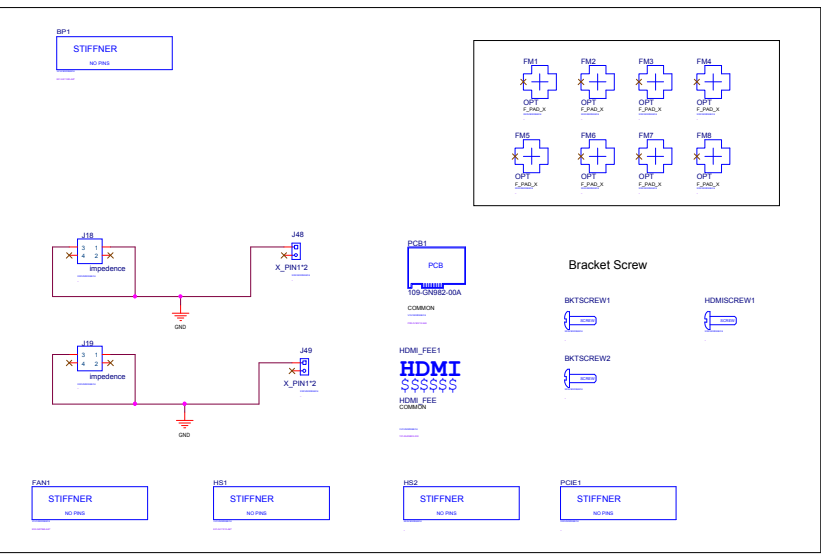 BP1
STIFFNER
NO PINS
FM1 FM2 FM3 FM4
OPT OPT OPT OPT
F_PAD_X F_PAD_X F_PAD_X F_PAD_X
FM5 FM6 FM7 FM8
OPT OPT OPT OPT
F_PAD_X F_PAD_X F_PAD_X F_PAD_X
J18
3 1
4 2
impedence
GND
J48
X_PIN1*2
PCB1
PCB
109-GN982-00A
COMMON
Bracket Screw
BKTSCREW1
SCREW
HDMISCREW1
SCREW
J19
3 1
4 2
impedence
GND
J49
X_PIN1*2
HDMI_FEE1
HDMI
$$$$$$
HDMI_FEE
COMMON
BKTSCREW2
SCREW
FAN1
STIFFNER
NO PINS
HS1
STIFFNER
NO PINS
HS2
STIFFNER
NO PINS
PCIE1
STIFFNER
NO PINS